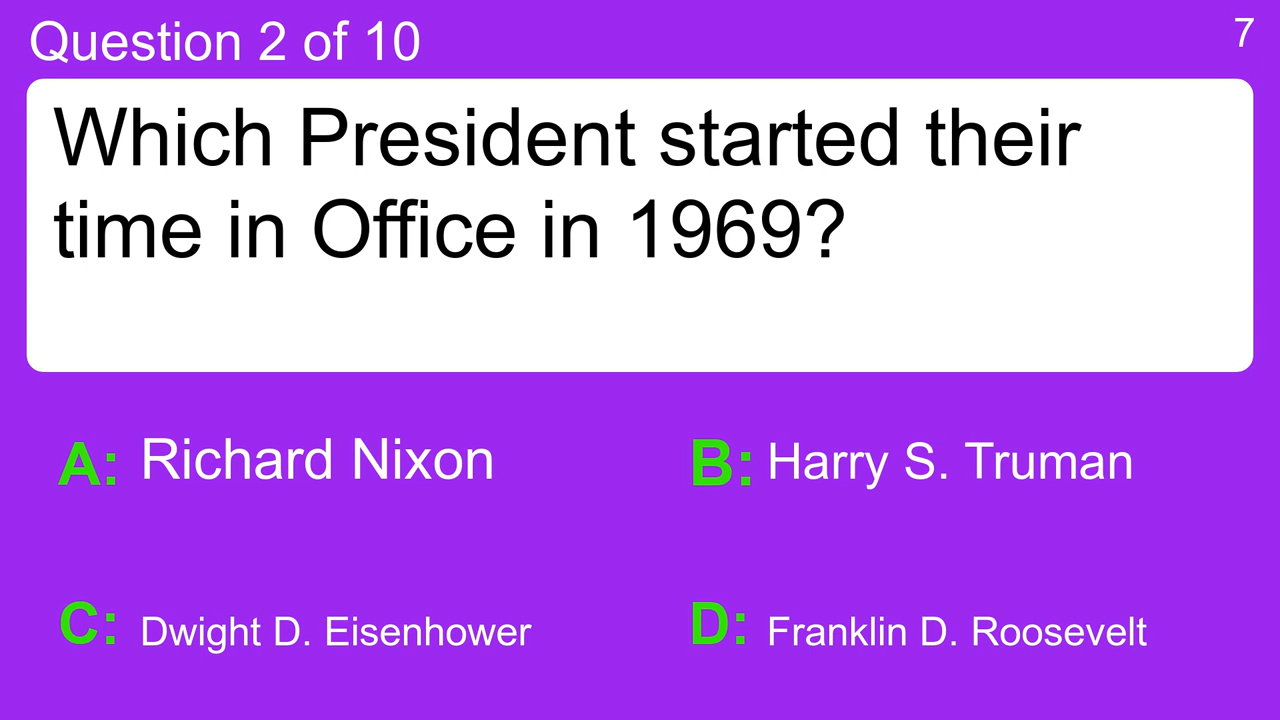 Question 2 of 10
7
Which President started their
time in Office in 1969?
A: Richard Nixon
B: Harry S. Truman
C: Dwight D. Eisenhower
D: Franklin D. Roosevelt